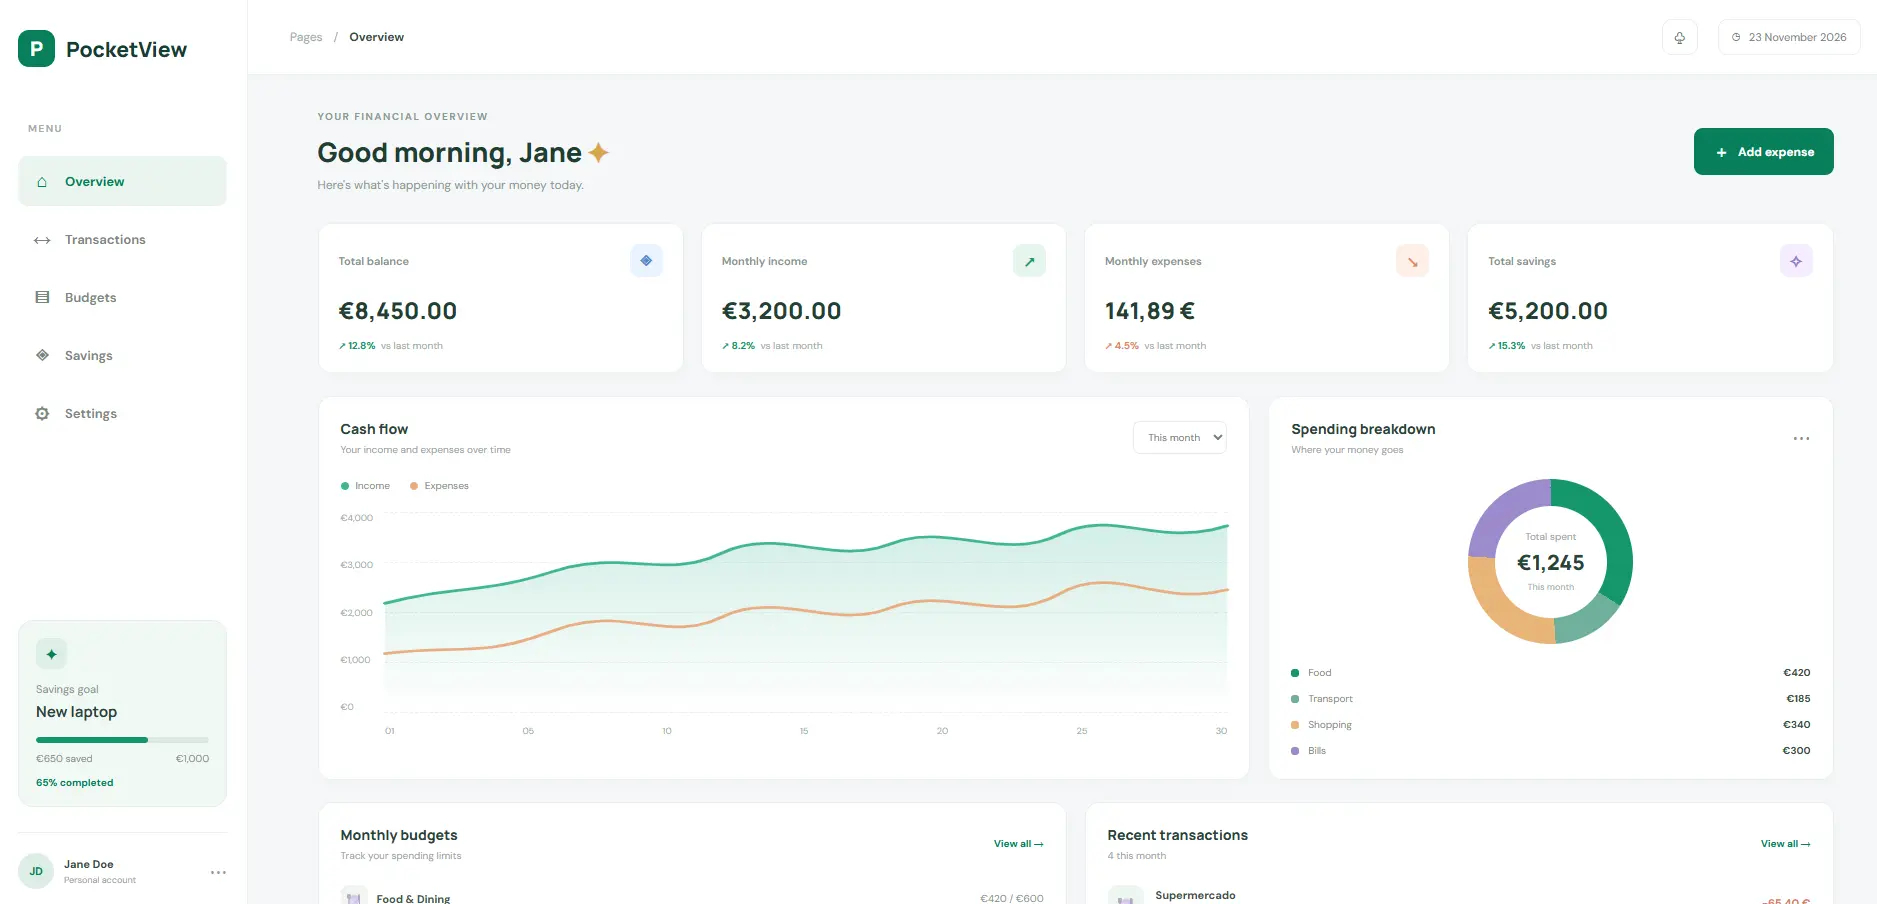 P PocketView
MENU
Overview
Transactions
Budgets
Savings
Settings
Savings goal
New laptop
€650 saved €1,000
65% completed
JD
Jane Doe
Personal account
Pages / Overview
23 November 2026
YOUR FINANCIAL OVERVIEW
Good morning, Jane
Here's what's happening with your money today.
+ Add expense
Total balance
€8,450.00
↗ 12.8% vs last month
Monthly income
€3,200.00
↗ 8.2% vs last month
Monthly expenses
141,89 €
↗ 4.5% vs last month
Total savings
€5,200.00
↗ 15.3% vs last month
Cash flow
Your income and expenses over time
This month
Income Expenses
€4,000
€3,000
€2,000
€1,000
€0
01 05 10 15 20 25 30
Spending breakdown
Where your money goes
Total spent
€1,245
This month
Food €420
Transport €185
Shopping €340
Bills €300
Monthly budgets
Track your spending limits
View all →
Food & Dining €420 / €600
Recent transactions
4 this month
View all →
Supermercado
-65,40 €